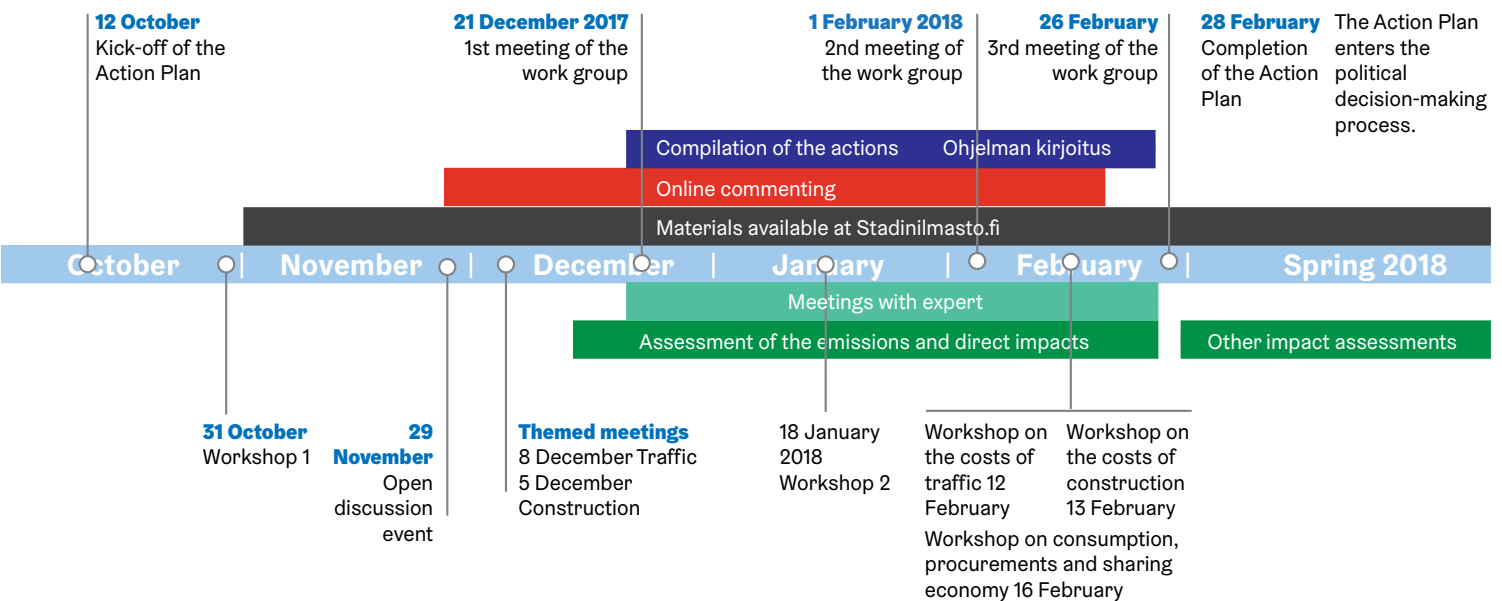 12 October
Kick-off of the
Action Plan
21 December 2017
1st meeting of the
work group
1 February 2018
2nd meeting of
the work group
26 February
3rd meeting of the
work group
28 February
Completion
of the Action
Plan
The Action Plan
enters the
political
decision-making
process.
Compilation of the actions
Ohjelman kirjoitus
Online commenting
Materials available at Stadinilmasto.fi
October | November | December | January | February | Spring 2018
Meetings with expert
Assessment of the emissions and direct impacts
Other impact assessments
31 October
Workshop 1
29
November
Open
discussion
event
Themed meetings
8 December Traffic
5 December
Construction
18 January
2018
Workshop 2
Workshop on
the costs of
traffic 12
February
Workshop on
the costs of
construction
13 February
Workshop on consumption,
procurements and sharing
economy 16 February